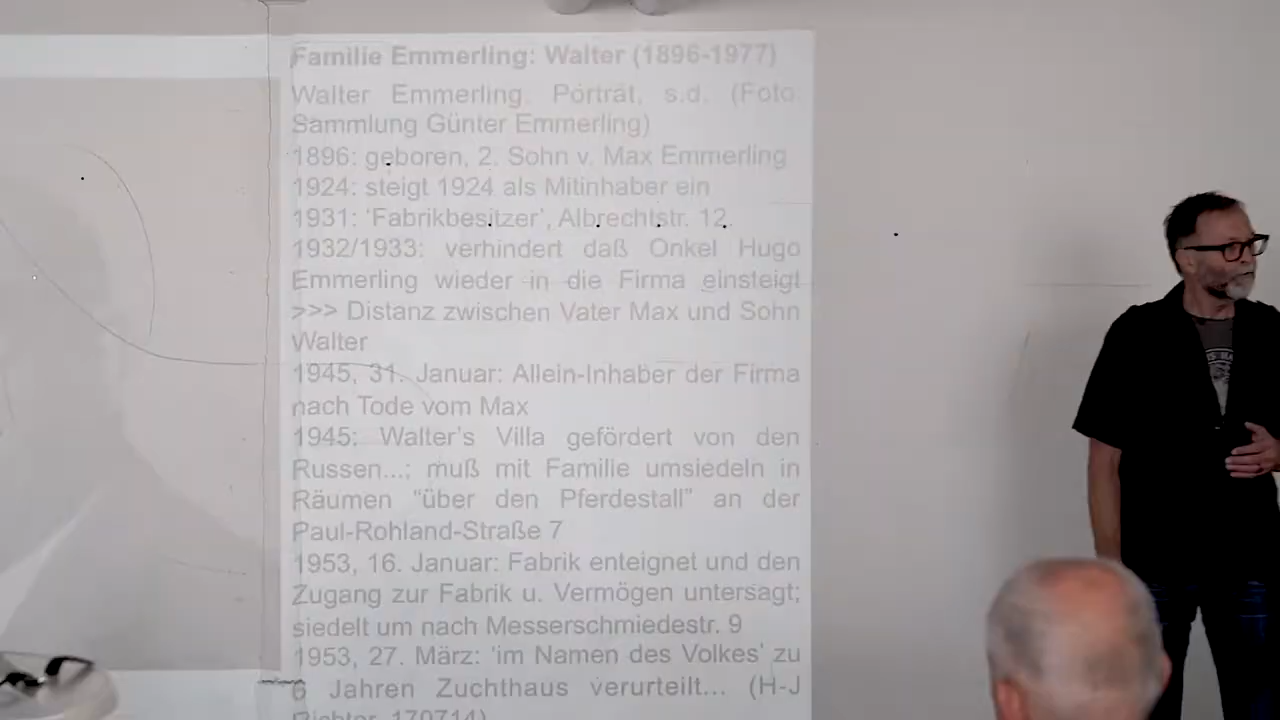 Familie Emmerling: Walter (1896-1977)
Walter Emmerling, Porträt, s.d. (Foto:
Sammlung Günter Emmerling)
1896: geboren, 2. Sohn v. Max Emmerling
1924: steigt 1924 als Mitinhaber ein
1931: ‘Fabrikbesitzer’, Albrechtstr. 12.
1932/1933: verhindert daß Onkel Hugo
Emmerling wieder in die Firma einsteigt
>>> Distanz zwischen Vater Max und Sohn
Walter
1945, 31. Januar: Allein-Inhaber der Firma
nach Tode vom Max
1945: Walter’s Villa gefördert von den
Russen...; muß mit Familie umsiedeln in
Räumen “über den Pferdestall” an der
Paul-Rohland-Straße 7
1953, 16. Januar: Fabrik enteignet und den
Zugang zur Fabrik u. Vermögen untersagt;
siedelt um nach Messerschmiedestr. 9
1953, 27. März: ‘im Namen des Volkes’ zu
6 Jahren Zuchthaus verurteilt... (H-J
Richter, 170714)